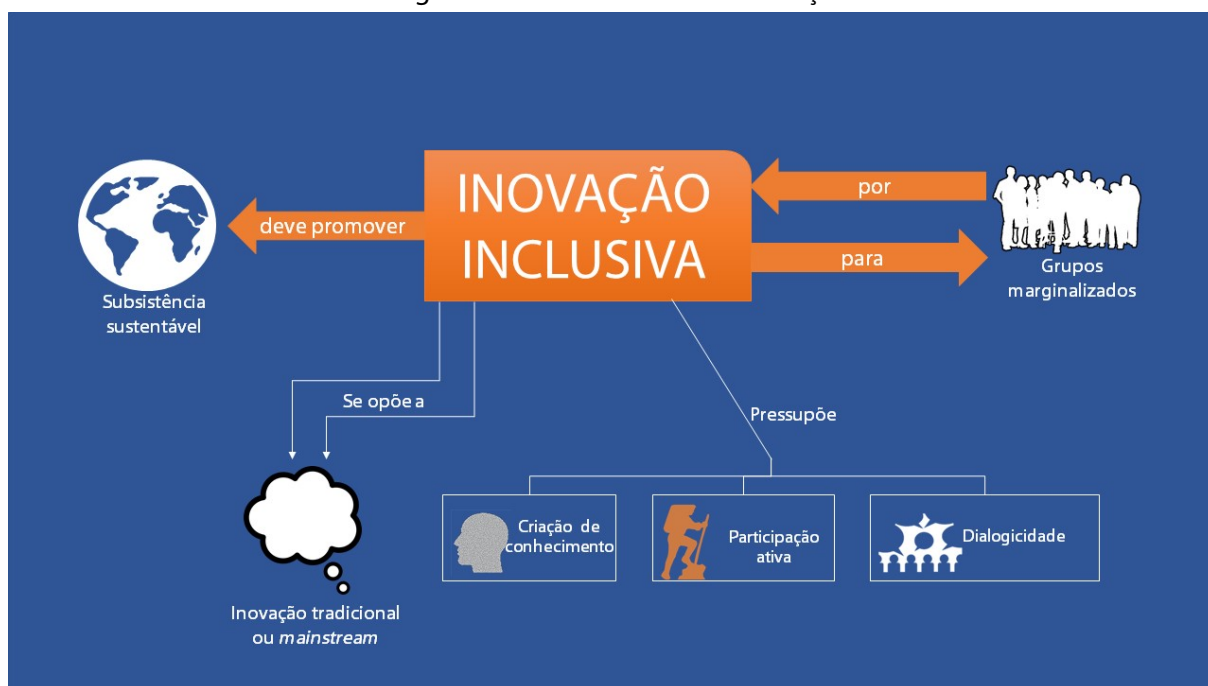 INOVAÇÃO
INCLUSIVA
deve promover
por
para
Subsistência
sustentável
Grupos
marginalizados
Se opõe a
Pressupõe
Criação de
conhecimento
Participação
ativa
Dialogicidade
Inovação tradicional
ou mainstream